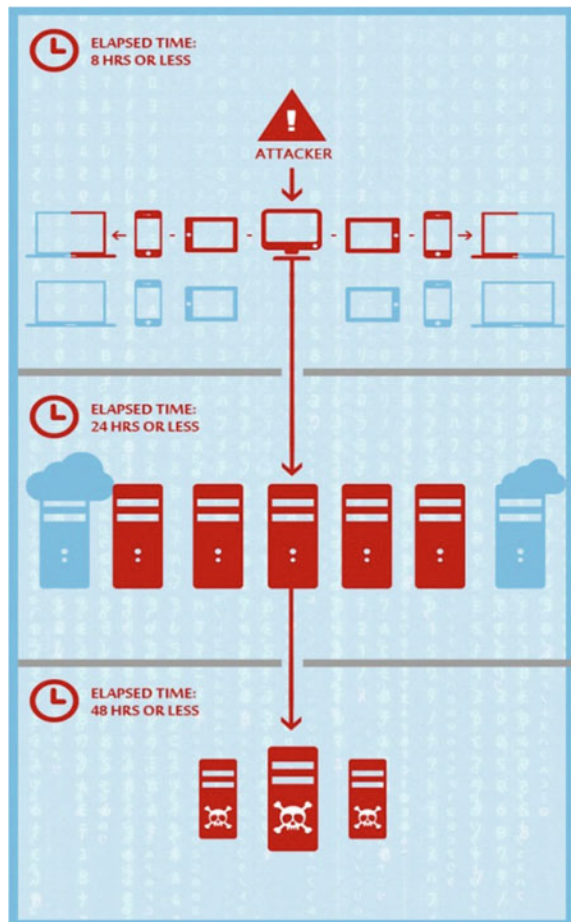 ELAPSED TIME:
8 HRS OR LESS
ATTACKER
ELAPSED TIME:
24 HRS OR LESS
ELAPSED TIME:
48 HRS OR LESS